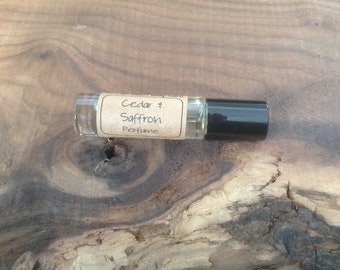 Cedar &
Saffron
Perfume